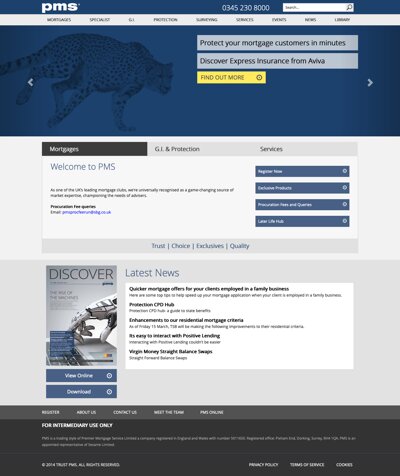 pms
0345 230 8000
Search...
MORTGAGES SPECIALIST G.I. PROTECTION SURVEYING SERVICES EVENTS NEWS LIBRARY
Protect your mortgage customers in minutes
Discover Express Insurance from Aviva
FIND OUT MORE
Mortgages G.I. & Protection Services
Welcome to PMS
As one of the UK's leading mortgage clubs, we're universally recognised as a game-changing source of
market expertise, championing the needs of advisers.
Procuration Fee queries
Email: pmsprocfeerun@sbg.co.uk
Register Now
Exclusive Products
Procuration Fees and Queries
Later Life Hub
Trust | Choice | Exclusives | Quality
DISCOVER
THE RISE OF
THE MACHINES
View Online
Download
Latest News
Quicker mortgage offers for your clients employed in a family business
Here are some top tips to help speed up your mortgage application when your client is employed in a family business.
Protection CPD Hub
Protection CPD hub: a guide to state benefits
Enhancements to our residential mortgage criteria
As of Friday 15 March, TSB will be making the following improvements to their residential criteria.
Its easy to interact with Positive Lending
Interacting with Positive Lending couldn't be easier
Virgin Money Straight Balance Swaps
Straight Forward Balance Swaps
REGISTER ABOUT US CONTACT US MEET THE TEAM PMS ONLINE
FOR INTERMEDIARY USE ONLY
PMS is a trading style of Premier Mortgage Service Limited a company registered in England and Wales with number Registered office: Pixham End, Dorking, Surrey, RH4 1QA. PMS is an
appointed representative of Sesame Limited.
© 2014 TRUST PMS. ALL RIGHTS RESERVED.
PRIVACY POLICY TERMS OF SERVICE COOKIES